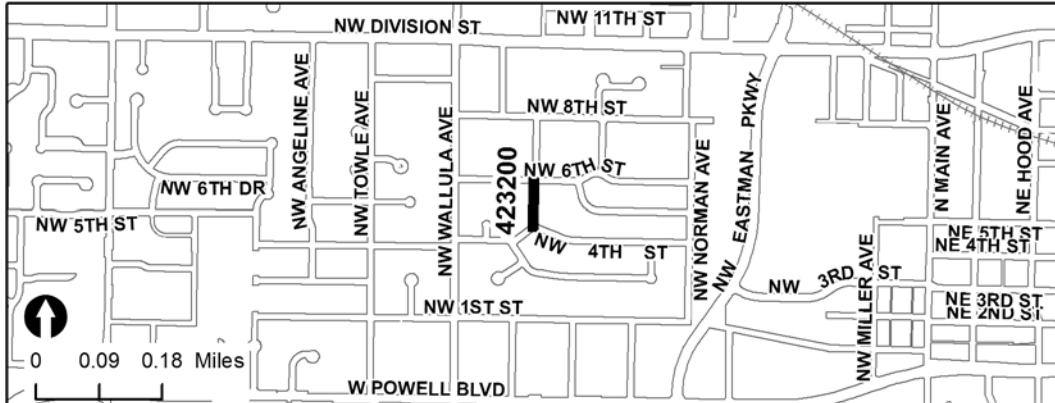 NW 11TH ST
NW DIVISION ST
NW 8TH ST
NW ANGELINE AVE
NW TOWLE AVE
NW WALLULA AVE
423200
NW 6TH ST
NW NORMAN AVE
NW EASTMAN PKWY
N MAIN AVE
NE HOOD AVE
NW 6TH DR
NW 5TH ST
NW 4TH ST
NE 5TH ST
NE 4TH ST
NW 3RD ST
NW MILLER AVE
NE 3RD ST
NE 2ND ST
NW 1ST ST
0 0.09 0.18 Miles
W POWELL BLVD